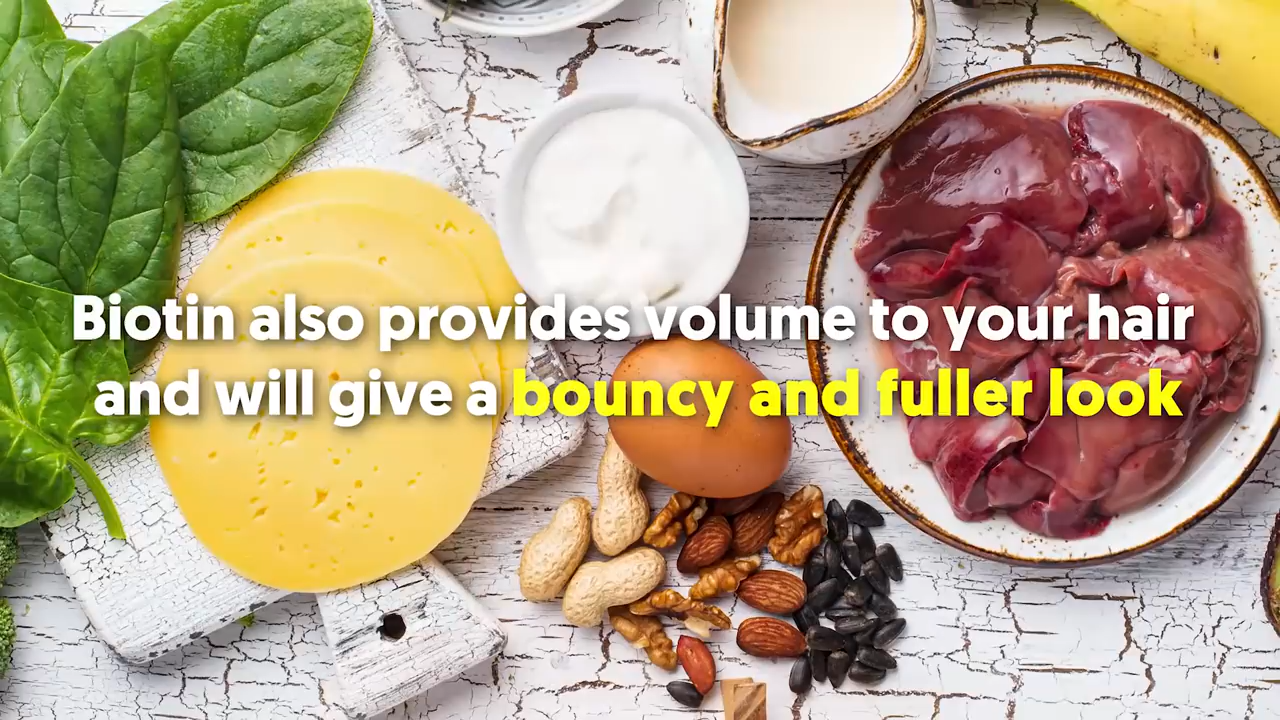 Biotin also provides volume to your hair
and will give a bouncy and fuller look